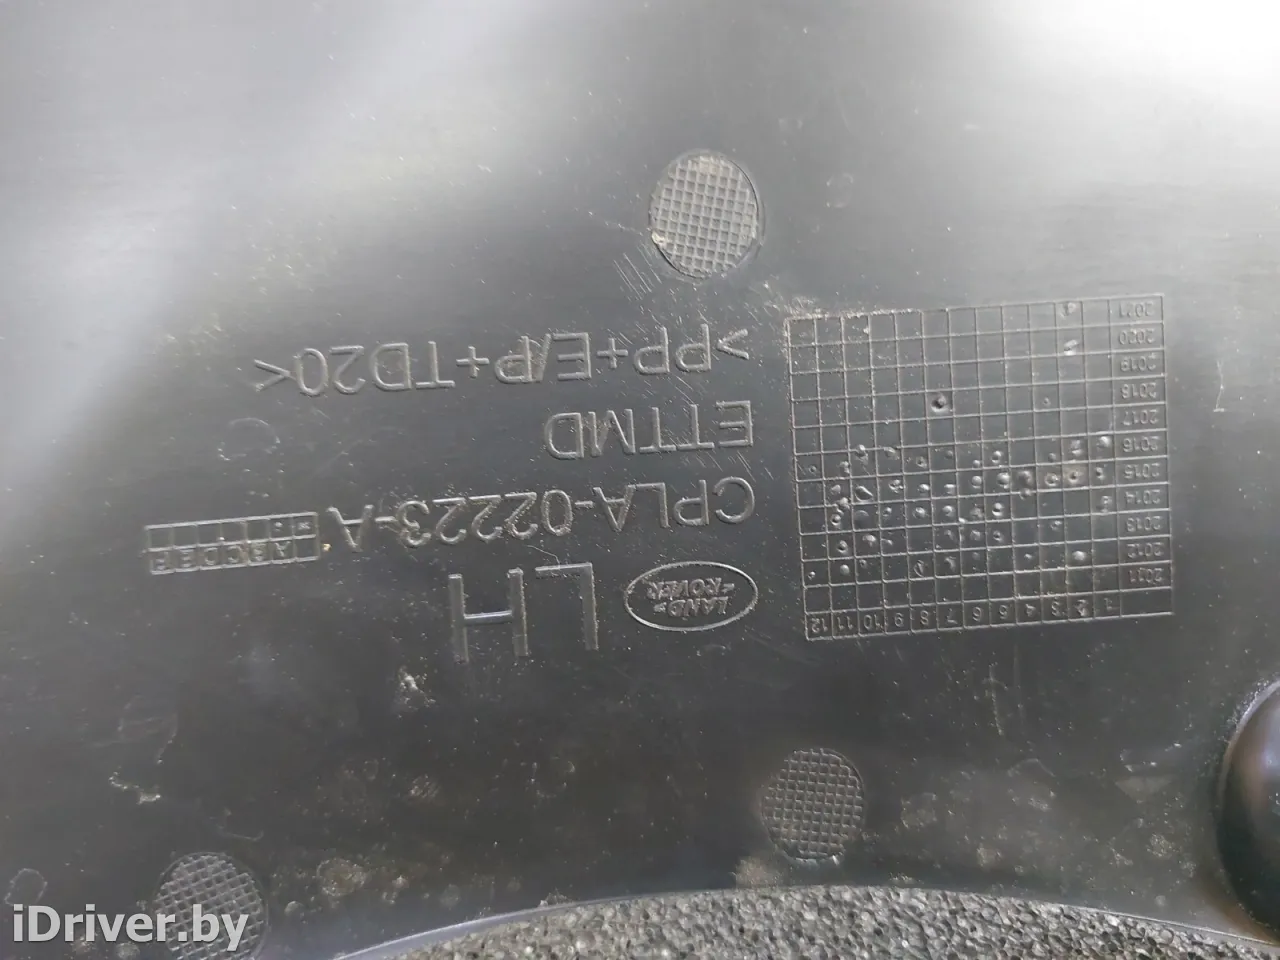 LAND ROVER
LH
CPLA-02223-A
A B C D E F
ETTMD
>PP+E/P+TD20<
1 2 3 4 5 6 7 8 9 10 11 12
2011
2012
2013
2014
2015
2016
2017
2018
2019
2020
2021
iDriver.by